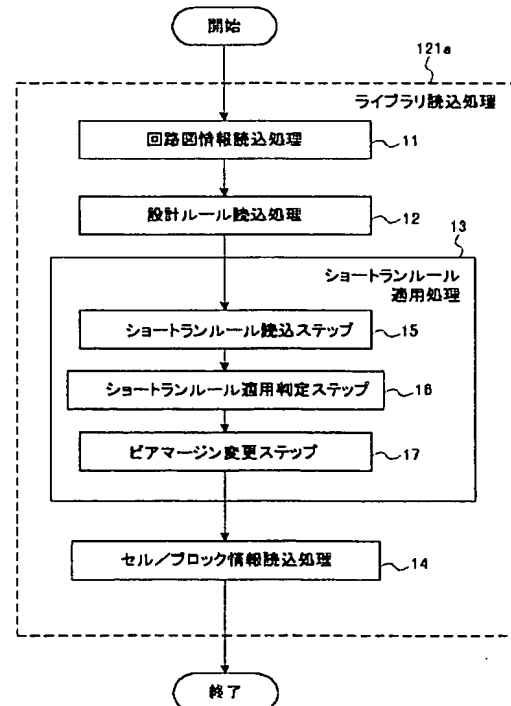 開始
121a
ライブラリ読込処理
回路図情報読込処理
11
設計ルール読込処理
12
13
ショートランルール
適用処理
ショートランルール読込ステップ
15
ショートランルール適用判定ステップ
16
ビアマージン変更ステップ
17
セル／ブロック情報読込処理
14
終了